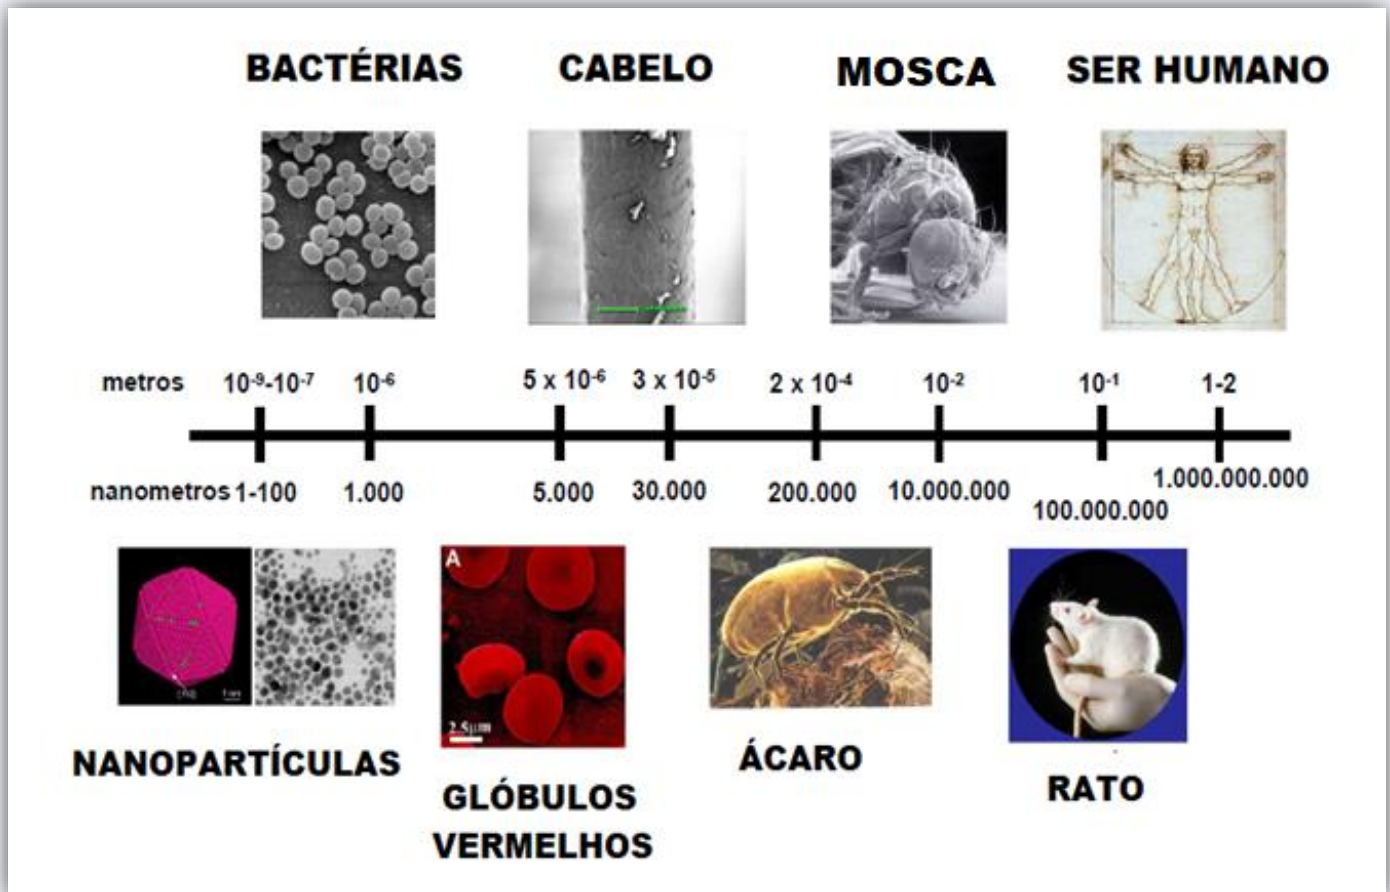 BACTÉRIAS
CABELO
MOSCA
SER HUMANO
metros 10⁻⁹-10⁻⁷ 10⁻⁶ 5 x 10⁻⁶ 3 x 10⁻⁵ 2 x 10⁻⁴ 10⁻² 10⁻¹ 1-2
nanometros 1-100 1.000 5.000 30.000 200.000 10.000.000 100.000.000 1.000.000.000
A
2.5µm
NANOPARTÍCULAS
GLÓBULOS
VERMELHOS
ÁCARO
RATO